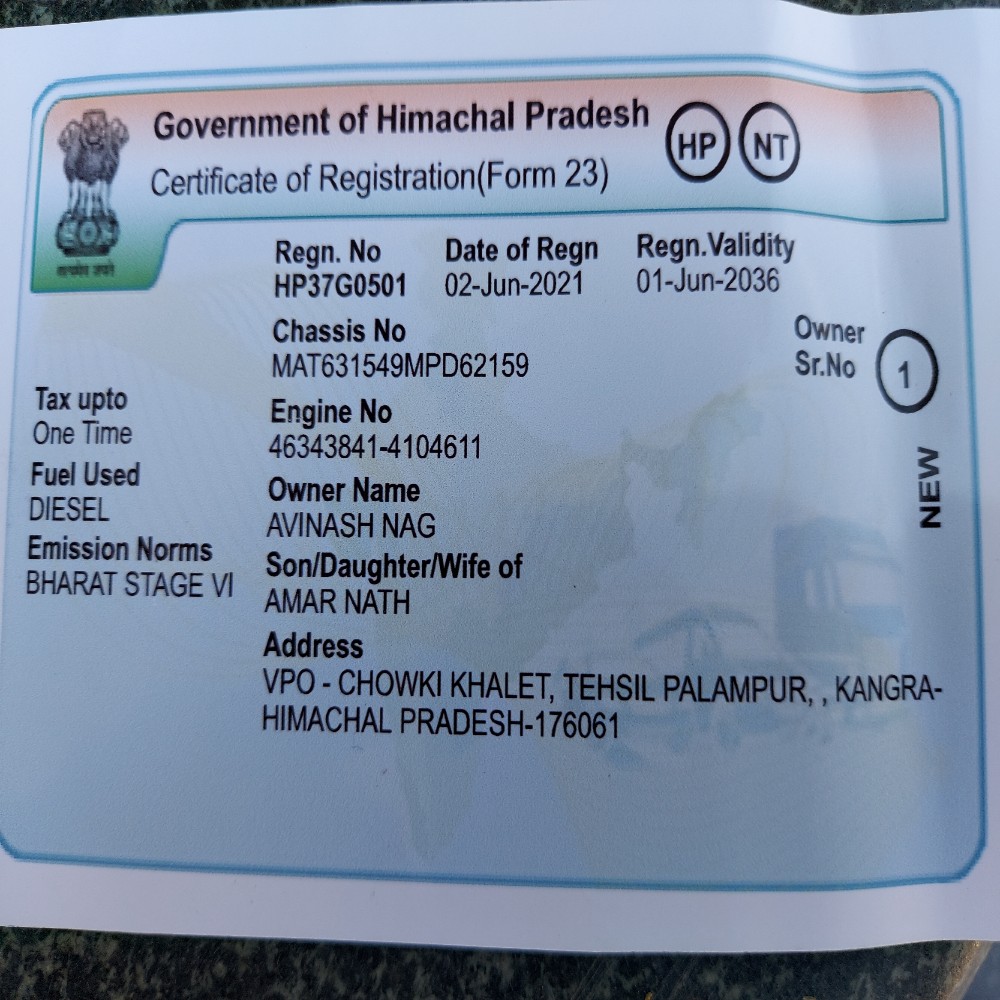 Government of Himachal Pradesh
HP NT
Certificate of Registration(Form 23)
सत्यमेव जयते
Regn. No Date of Regn Regn.Validity
HP37G0501 02-Jun-2021 01-Jun-2036
Chassis No
MAT631549MPD62159
Owner
Sr.No
1
Tax upto
One Time
Engine No
46343841-4104611
NEW
Fuel Used
DIESEL
Owner Name
AVINASH NAG
Emission Norms
BHARAT STAGE VI
Son/Daughter/Wife of
AMAR NATH
Address
VPO - CHOWKI KHALET, TEHSIL PALAMPUR, , KANGRA-
HIMACHAL PRADESH-176061